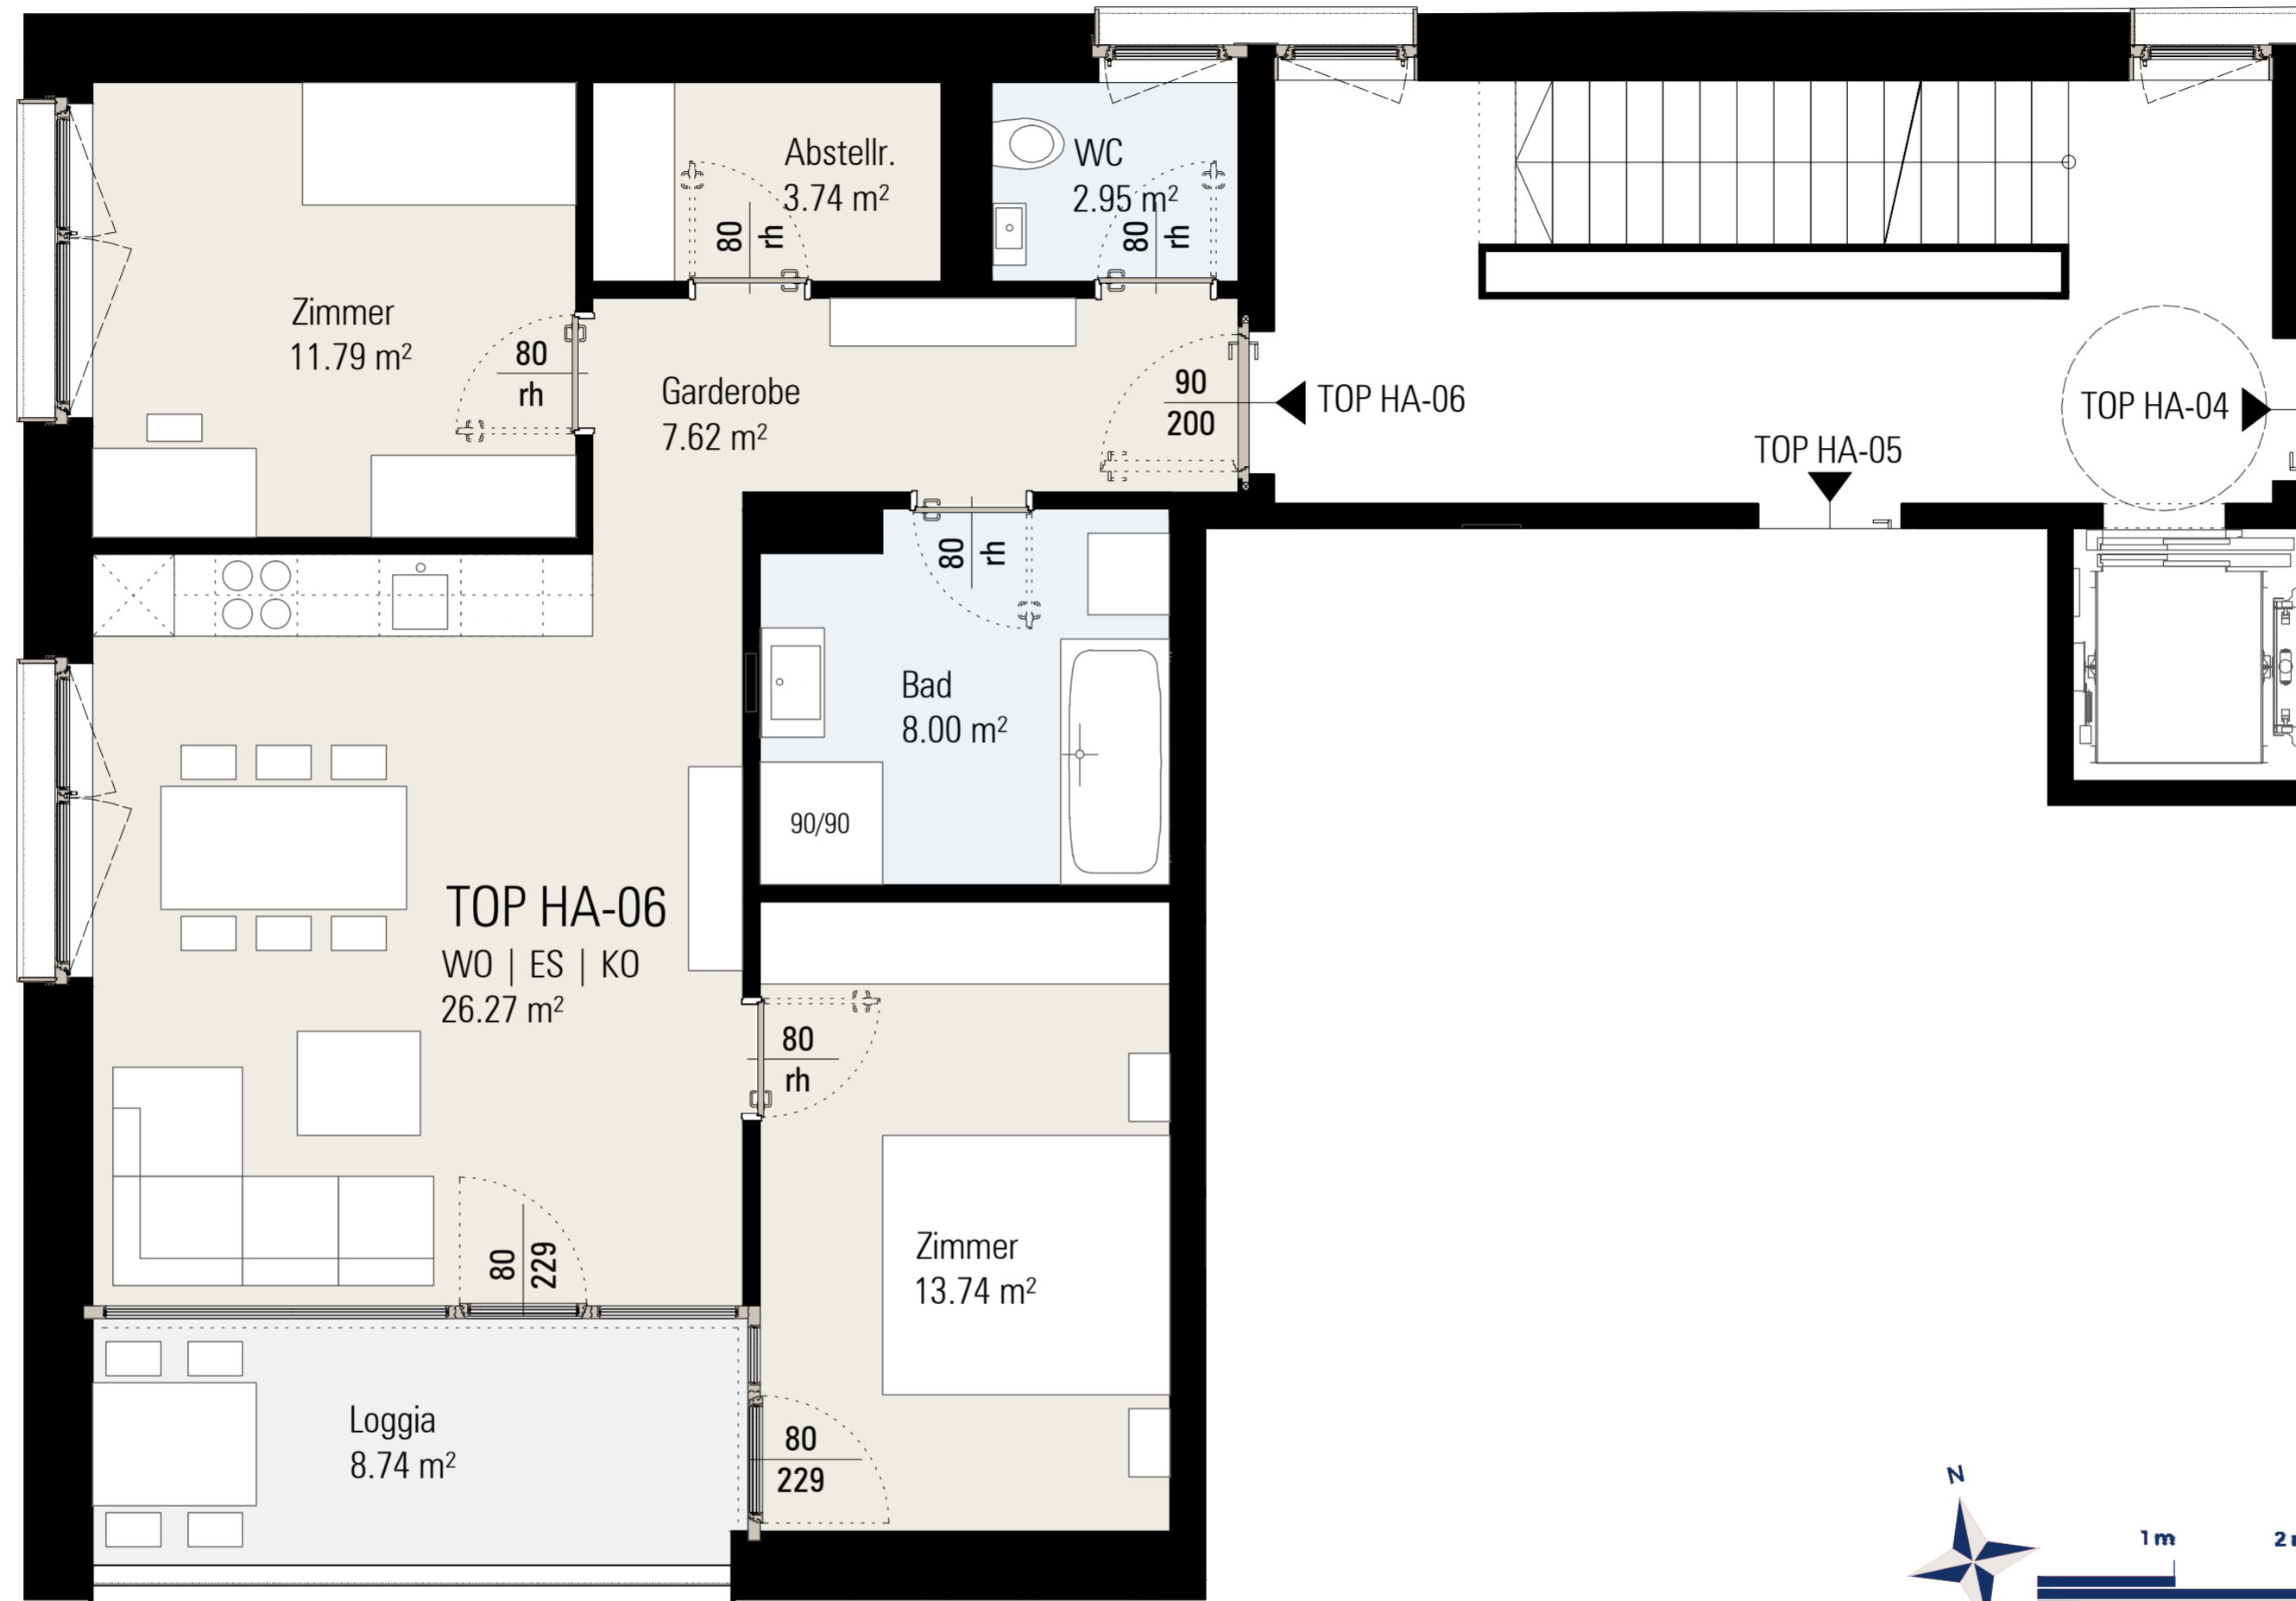 Abstellr.
3.74 m²
80
rh
WC
2.95 m²
80
rh
Zimmer
11.79 m²
80
rh
Garderobe
7.62 m²
90
200
TOP HA-06
TOP HA-04
TOP HA-05
80
rh
Bad
8.00 m²
90/90
TOP HA-06
WO | ES | KO
26.27 m²
80
rh
80
229
Zimmer
13.74 m²
Loggia
8.74 m²
80
229
N
1 m
2